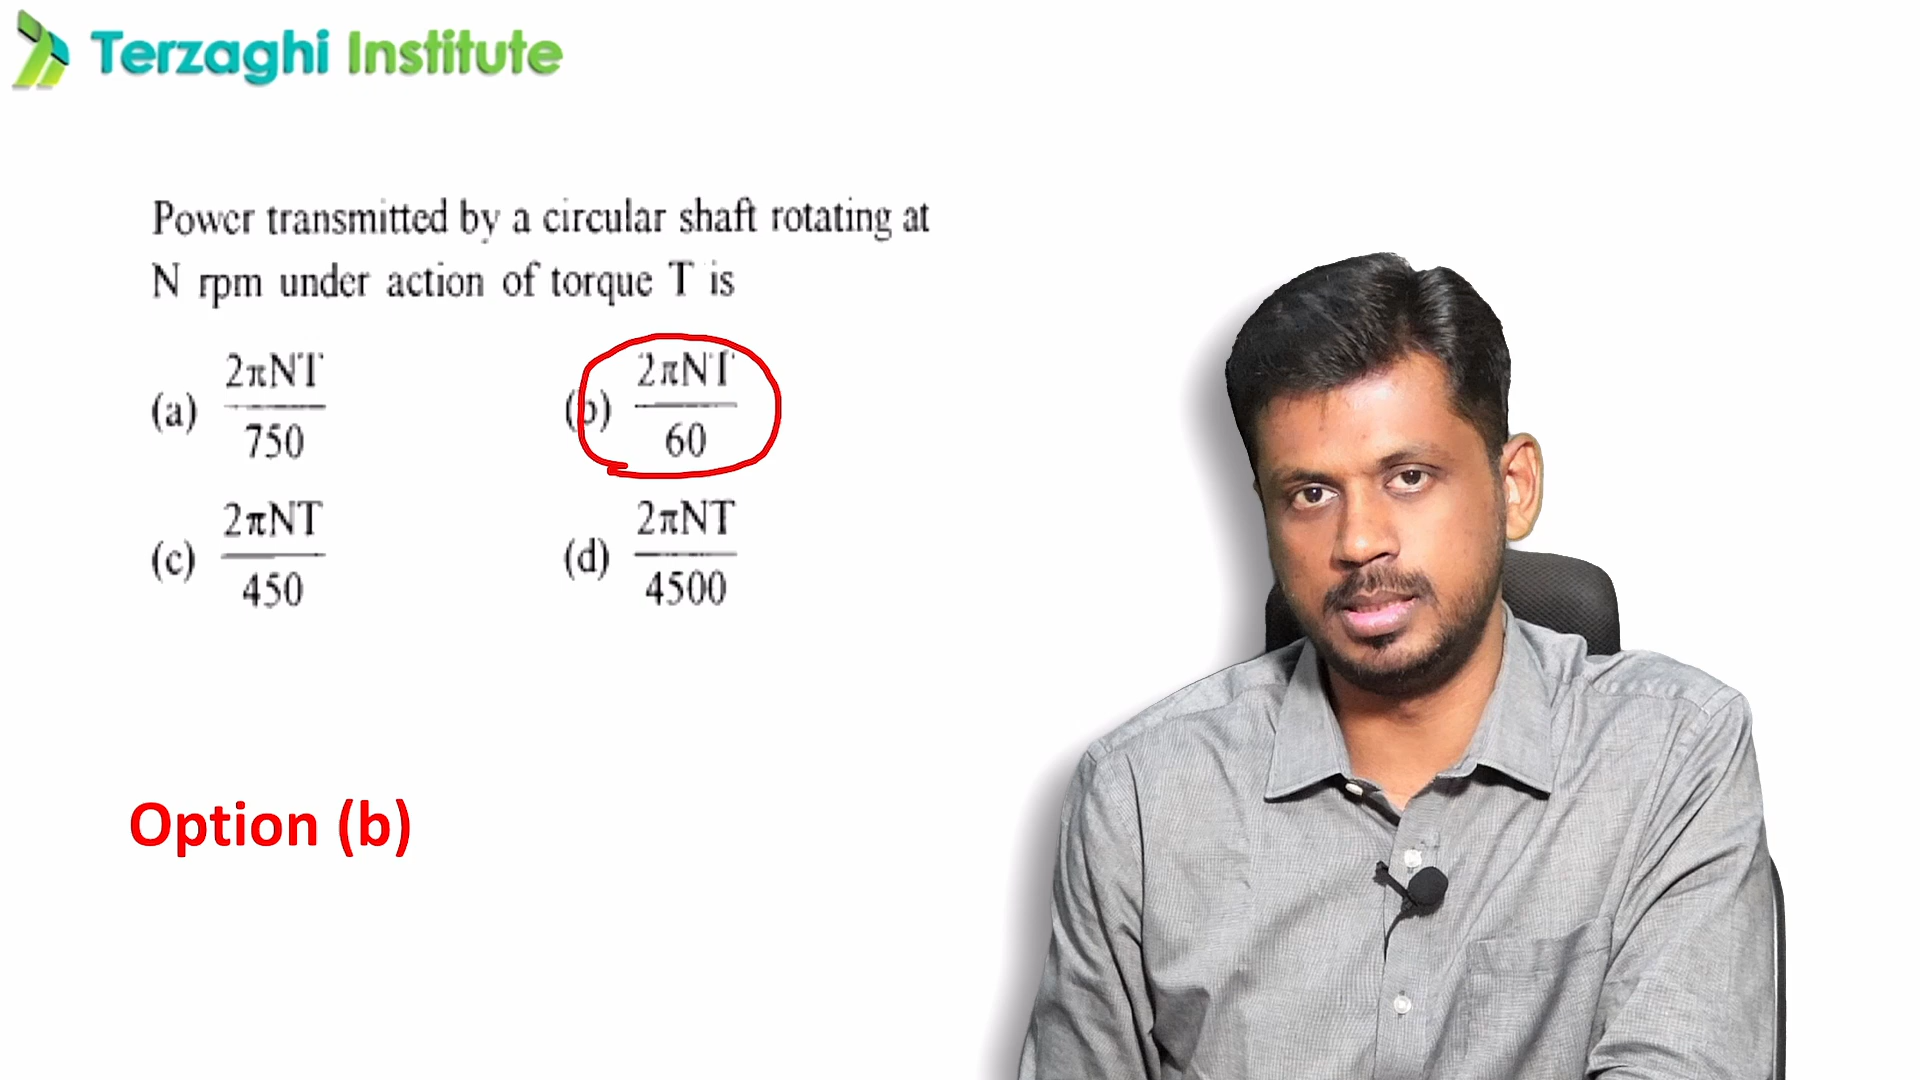 Terzaghi Institute
Power transmitted by a circular shaft rotating at
N rpm under action of torque T is
(a) 2πNT/750 (b) 2πNT/60
(c) 2πNT/450 (d) 2πNT/4500
Option (b)